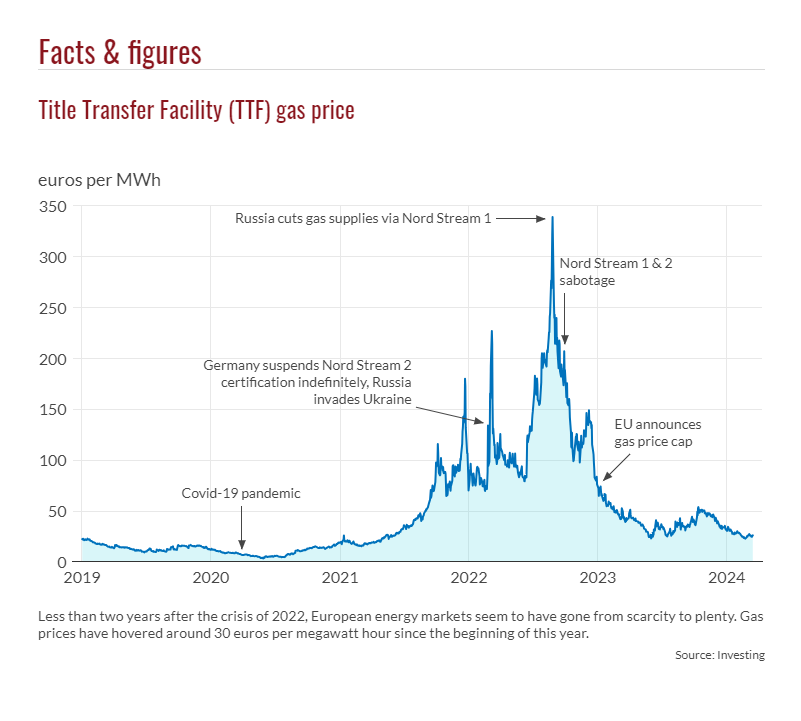 Facts & figures
Title Transfer Facility (TTF) gas price
euros per MWh
350
300
250
200
150
100
50
0
Russia cuts gas supplies via Nord Stream 1
Nord Stream 1 & 2
sabotage
Germany suspends Nord Stream 2
certification indefinitely, Russia
invades Ukraine
EU announces
gas price cap
Covid-19 pandemic
2019
2020
2021
2022
2023
2024
Less than two years after the crisis of 2022, European energy markets seem to have gone from scarcity to plenty. Gas
prices have hovered around 30 euros per megawatt hour since the beginning of this year.
Source: Investing